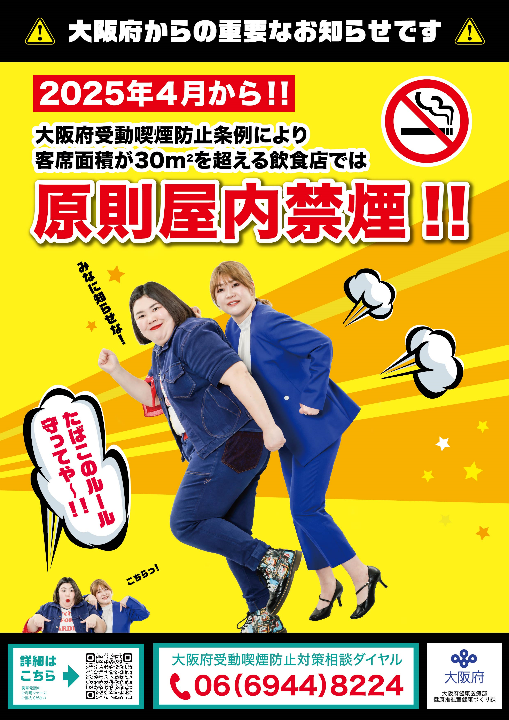 大阪府からの重要なお知らせです
2025年4月から!!
大阪府受動喫煙防止条例により
客席面積が30m²を超える飲食店では
原則屋内禁煙!!
みなに知らせな!
たばこのルール
守ってや〜!!
こちらっ!
詳細は
こちら
大阪府受動喫煙防止対策相談ダイヤル
06(6944)8224
大阪府